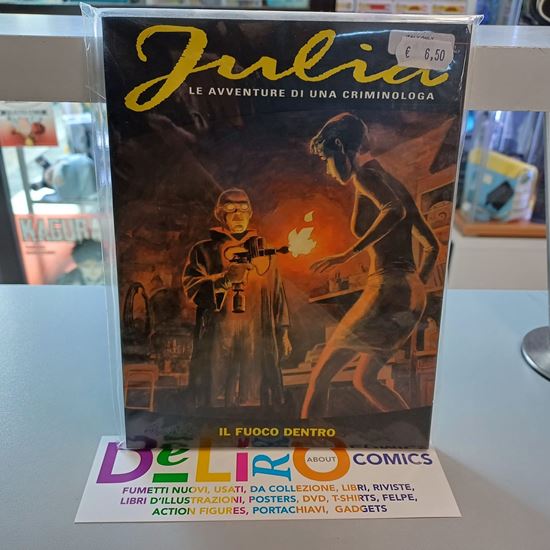 Julia
€ 6,50
LE AVVENTURE DI UNA CRIMINOLOGA
KAGUR
IL FUOCO DENTRO
DeLiRiO ABOUT COMICS
FUMETTI NUOVI, USATI, DA COLLEZIONE, LIBRI, RIVISTE,
LIBRI D'ILLUSTRAZIONI, POSTERS, DVD, T-SHIRTS, FELPE,
ACTION FIGURES, PORTACHIAVI, GADGETS